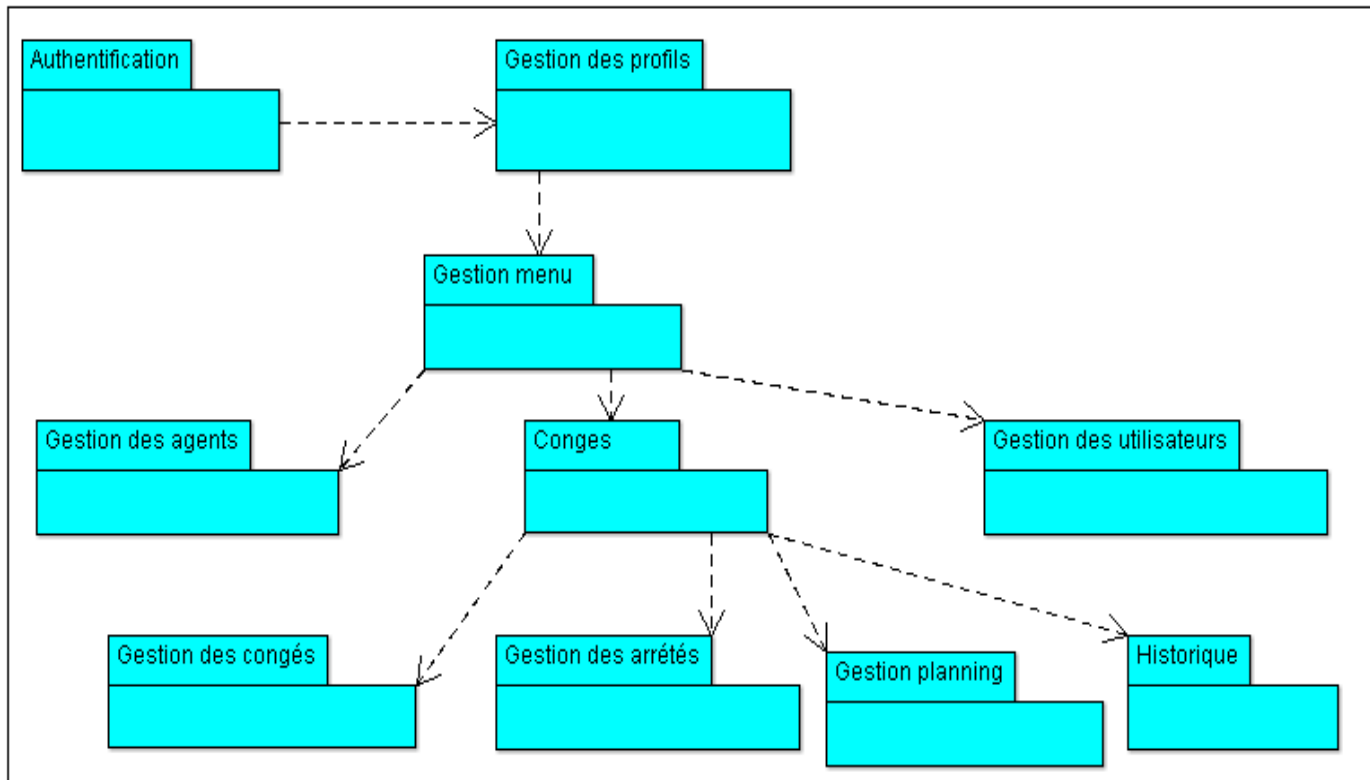 Authentification
Gestion des profils
Gestion menu
Gestion des agents
Conges
Gestion des utilisateurs
Gestion des congés
Gestion des arrétés
Gestion planning
Historique